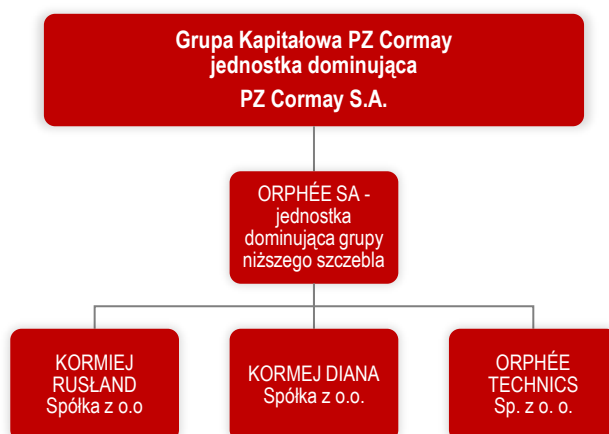 Grupa Kapitałowa PZ Cormay
jednostka dominująca
PZ Cormay S.A.
ORPHÉE SA -
jednostka
dominująca grupy
niższego szczebla
KORMIEJ
RUSŁAND
Spółka z o.o
KORMEJ DIANA
Spółka z o.o.
ORPHÉE
TECHNICS
Sp. z o. o.